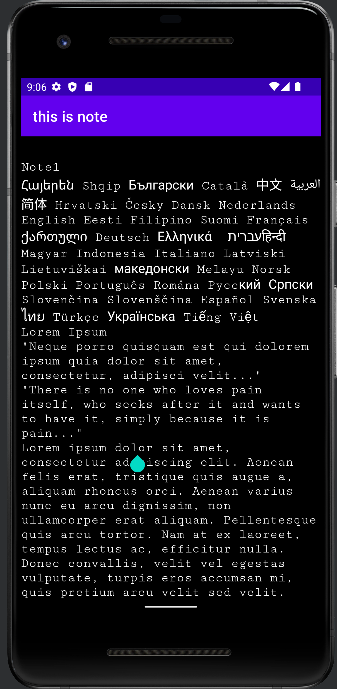 9:06
this is note
Note1
Հայերեն Shqip Български Català 中文 العربية
简体 Hrvatski Česky Dansk Nederlands
English Eesti Filipino Suomi Français
ქართული Deutsch Ελληνικά עברית हिन्दी
Magyar Indonesia Italiano Latviski
Lietuviškai македонски Melayu Norsk
Polski Português Româna Pyccкий Српски
Slovenčina Slovenščina Español Svenska
ไทย Türkçe Українська Tiếng Việt
Lorem Ipsum
"Neque porro quisquam est qui dolorem
ipsum quia dolor sit amet,
consectetur, adipisci velit..."
"There is no one who loves pain
itself, who seeks after it and wants
to have it, simply because it is
pain..."
Lorem ipsum dolor sit amet,
consectetur adipiscing elit. Aenean
felis erat, tristique quis augue a,
aliquam rhoncus orci. Aenean varius
nunc eu arcu dignissim, non
ullamcorper erat aliquam. Pellentesque
quis arcu tortor. Nam at ex laoreet,
tempus lectus ac, efficitur nulla.
Donec convallis, velit vel egestas
vulputate, turpis eros accumsan mi,
quis pretium arcu velit sed velit.